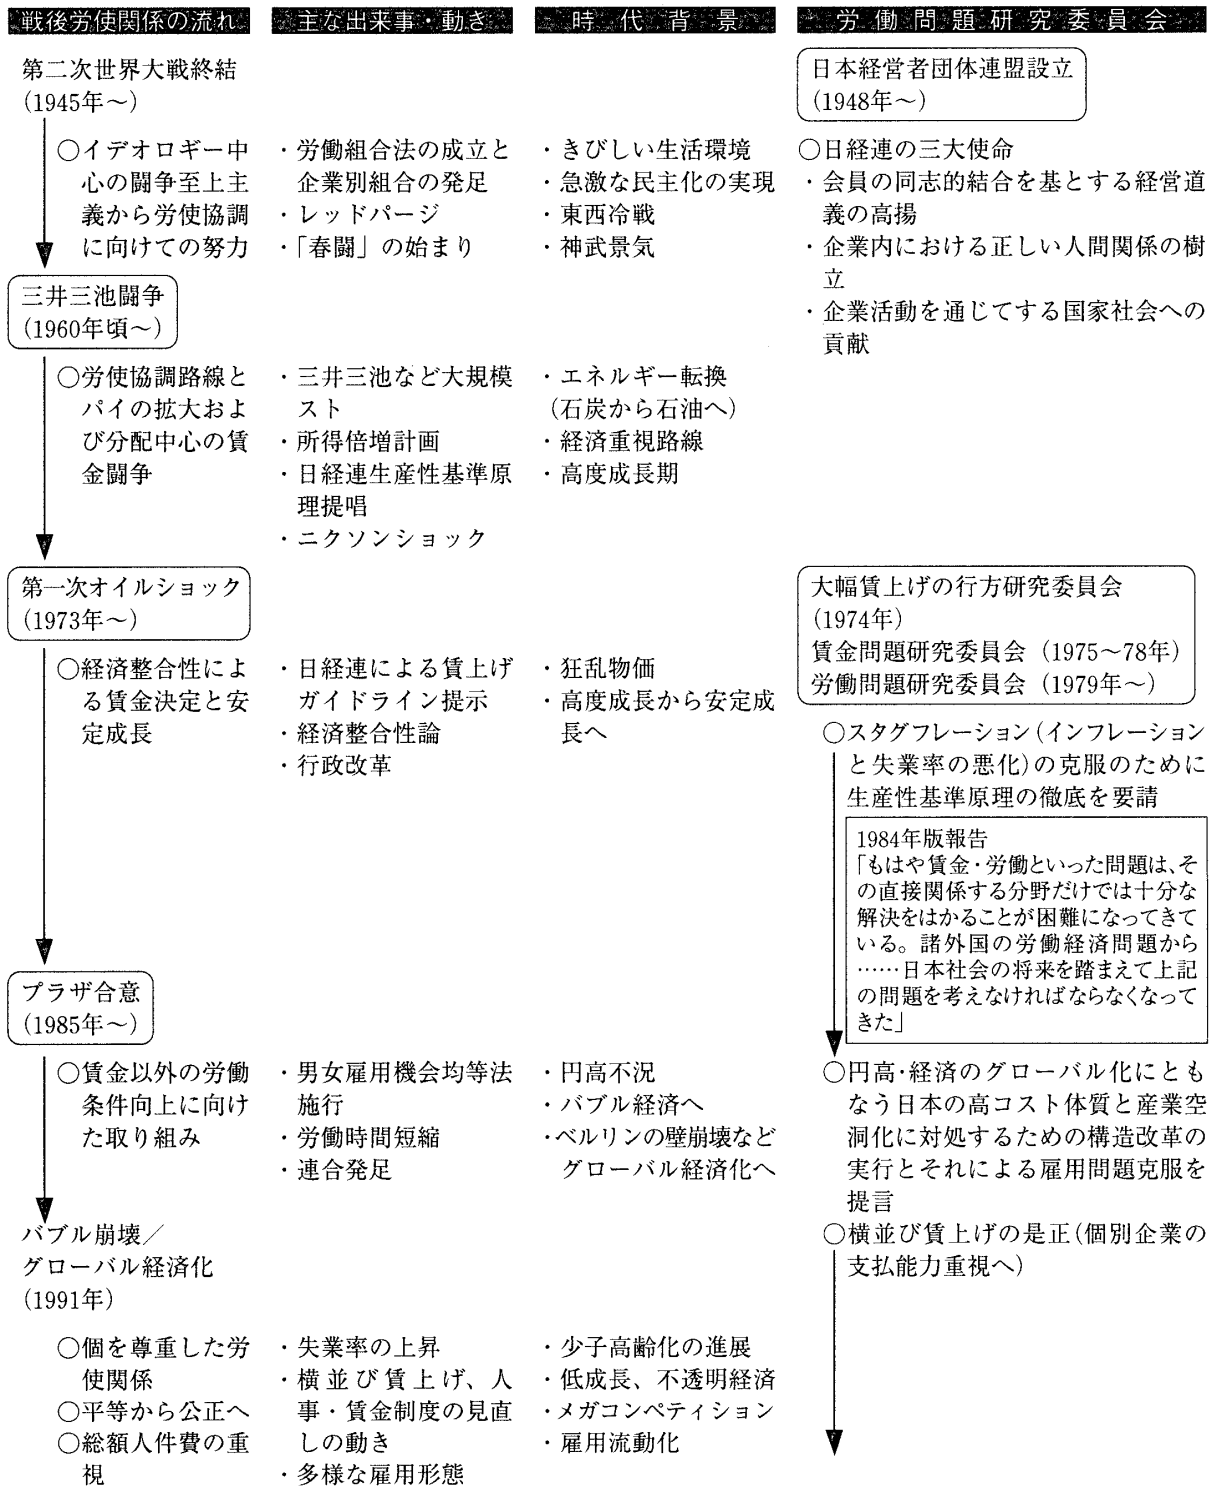 戦後労使関係の流れ
主な出来事・動き
時代背景
労働問題研究委員会
第二次世界大戦終結
(1945年～)
○イデオロギー中
心の闘争至上主
義から労使協調
に向けての努力
・労働組合法の成立と
企業別組合の発足
・レッドパージ
・「春闘」の始まり
・きびしい生活環境
・急激な民主化の実現
・東西冷戦
・神武景気
日本経営者団体連盟設立
(1948年～)
○日経連の三大使命
・会員の同志的結合を基とする経営道
義の高揚
・企業内における正しい人間関係の樹
立
・企業活動を通じてする国家社会への
貢献
三井三池闘争
(1960年頃～)
○労使協調路線と
パイの拡大およ
び分配中心の賃
金闘争
・三井三池など大規模
スト
・所得倍増計画
・日経連生産性基準原
理提唱
・ニクソンショック
・エネルギー転換
(石炭から石油へ)
・経済重視路線
・高度成長期
第一次オイルショック
(1973年～)
○経済整合性によ
る賃金決定と安
定成長
・日経連による賃上げ
ガイドライン提示
・経済整合性論
・行政改革
・狂乱物価
・高度成長から安定成
長へ
大幅賃上げの行方研究委員会
(1974年)
賃金問題研究委員会(1975～78年)
労働問題研究委員会(1979年～)
○スタグフレーション(インフレーション
と失業率の悪化)の克服のために
生産性基準原理の徹底を要請
1984年版報告
「もはや賃金・労働といった問題は、そ
の直接関係する分野だけでは十分な
解決をはかることが困難になってきて
いる。諸外国の労働経済問題から
……日本社会の将来を踏まえて上記
の問題を考えなければならなくなって
きた」
プラザ合意
(1985年～)
○賃金以外の労働
条件向上に向け
た取り組み
・男女雇用機会均等法
施行
・労働時間短縮
・連合発足
・円高不況
・バブル経済へ
・ベルリンの壁崩壊など
グローバル経済化へ
○円高・経済のグローバル化にとも
なう日本の高コスト体質と産業空
洞化に対処するための構造改革の
実行とそれによる雇用問題克服を
提言
○横並び賃上げの是正(個別企業の
支払能力重視へ)
バブル崩壊／
グローバル経済化
(1991年)
○個を尊重した労
使関係
○平等から公正へ
○総額人件費の重
視
・失業率の上昇
・横並び賃上げ、人
事・賃金制度の見直
しの動き
・多様な雇用形態
・少子高齢化の進展
・低成長、不透明経済
・メガコンペティション
・雇用流動化